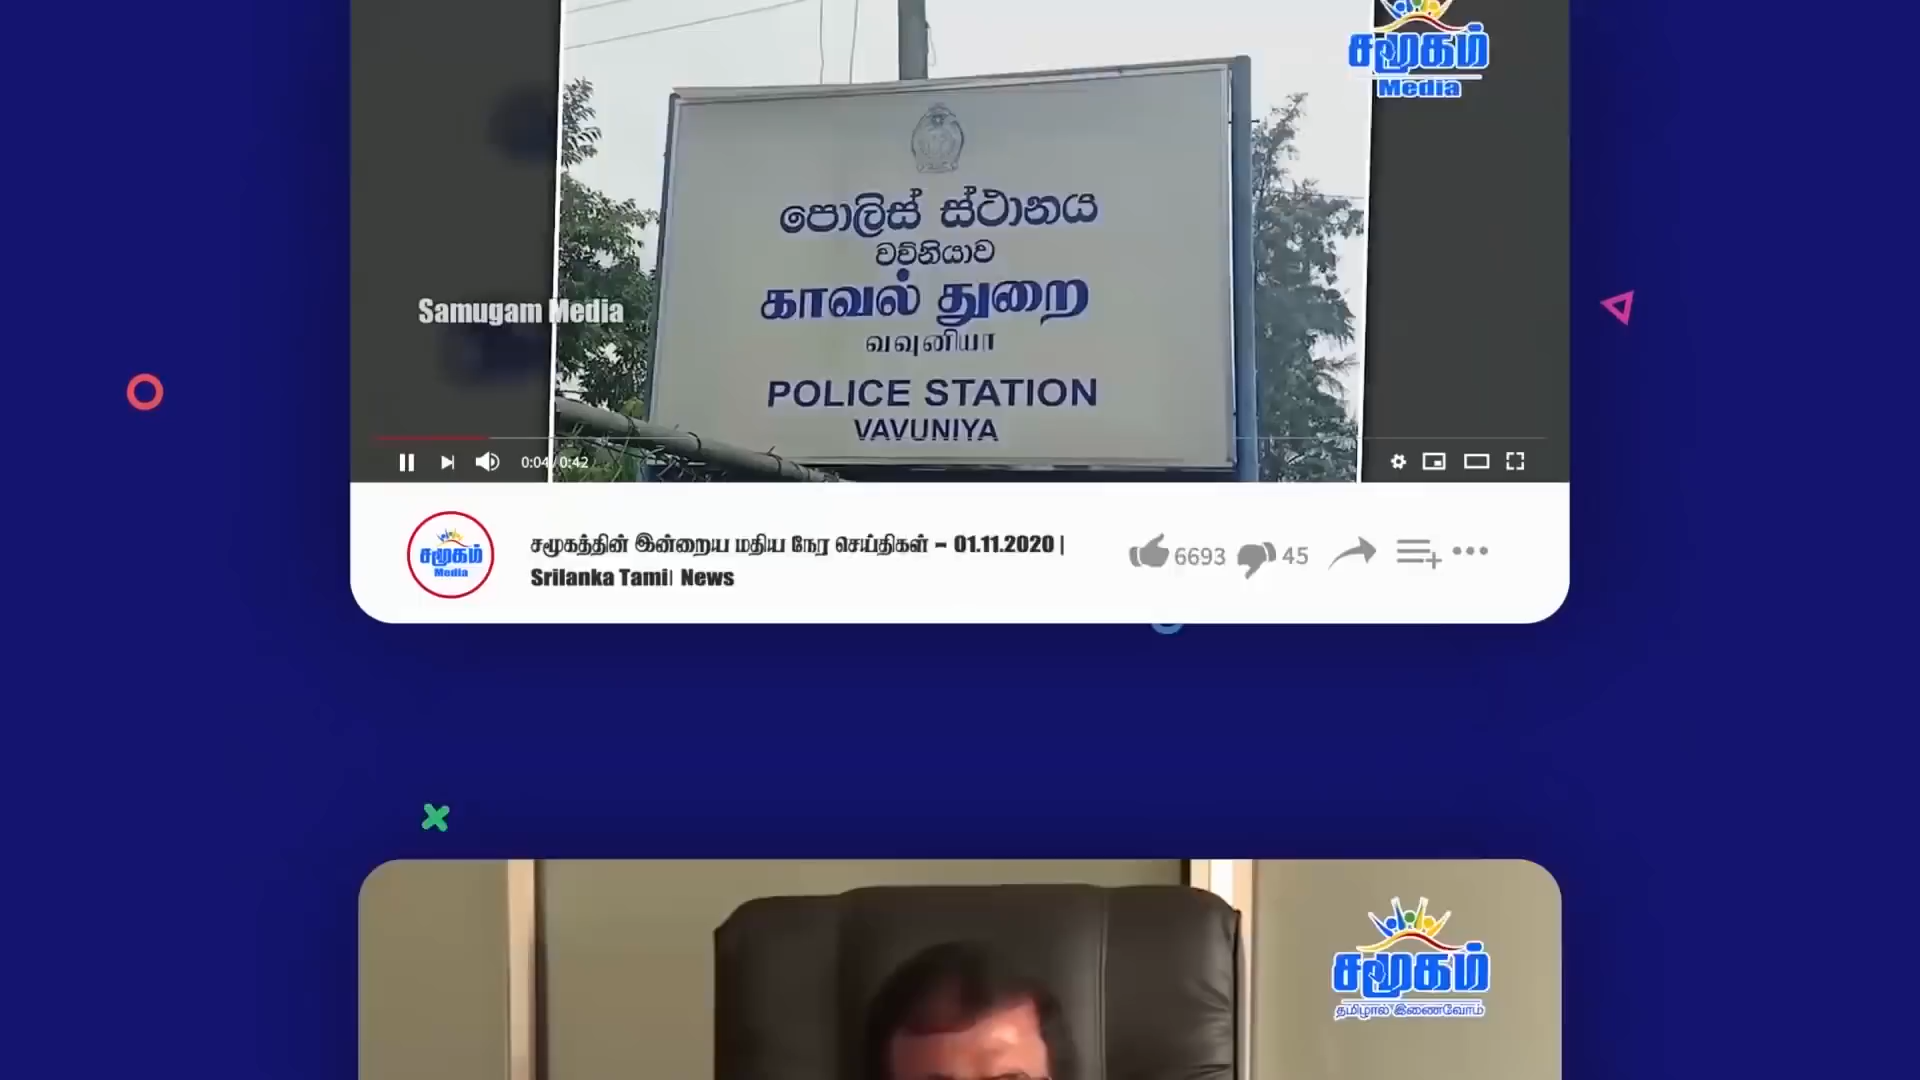 சமூகம்
Media
පොලිස් ස්ථානය
වව්නියාව
காவல் துறை
வவுனியா
Samugam Media
POLICE STATION
VAVUNIYA
0:04/0:42
சமூகம்
Media
சமூகத்தின் இன்றைய மதிய நேர செய்திகள் – 01.11.2020 |
Srilanka Tamil News
6693
45
சமூகம்
தமிழால் இணைவோம்